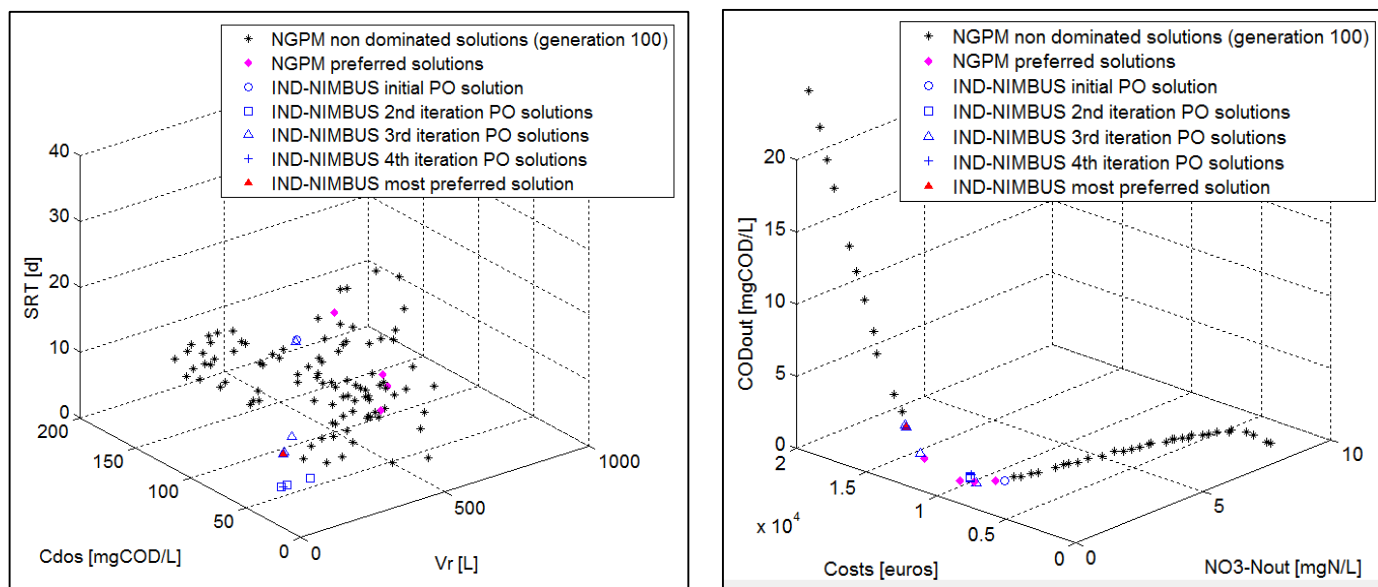 NGPM non dominated solutions (generation 100)
NGPM preferred solutions
IND-NIMBUS initial PO solution
IND-NIMBUS 2nd iteration PO solutions
IND-NIMBUS 3rd iteration PO solutions
IND-NIMBUS 4th iteration PO solutions
IND-NIMBUS most preferred solution
SRT [d]
40
30
20
10
0
200
150
100
50
0
0
500
1000
Cdos [mgCOD/L]
Vr [L]
NGPM non dominated solutions (generation 100)
NGPM preferred solutions
IND-NIMBUS initial PO solution
IND-NIMBUS 2nd iteration PO solutions
IND-NIMBUS 3rd iteration PO solutions
IND-NIMBUS 4th iteration PO solutions
IND-NIMBUS most preferred solution
CODout [mgCOD/L]
20
15
10
5
0
2
1.5
1
0.5
0
0
5
10
x 10^4
Costs [euros]
NO3-Nout [mgN/L]